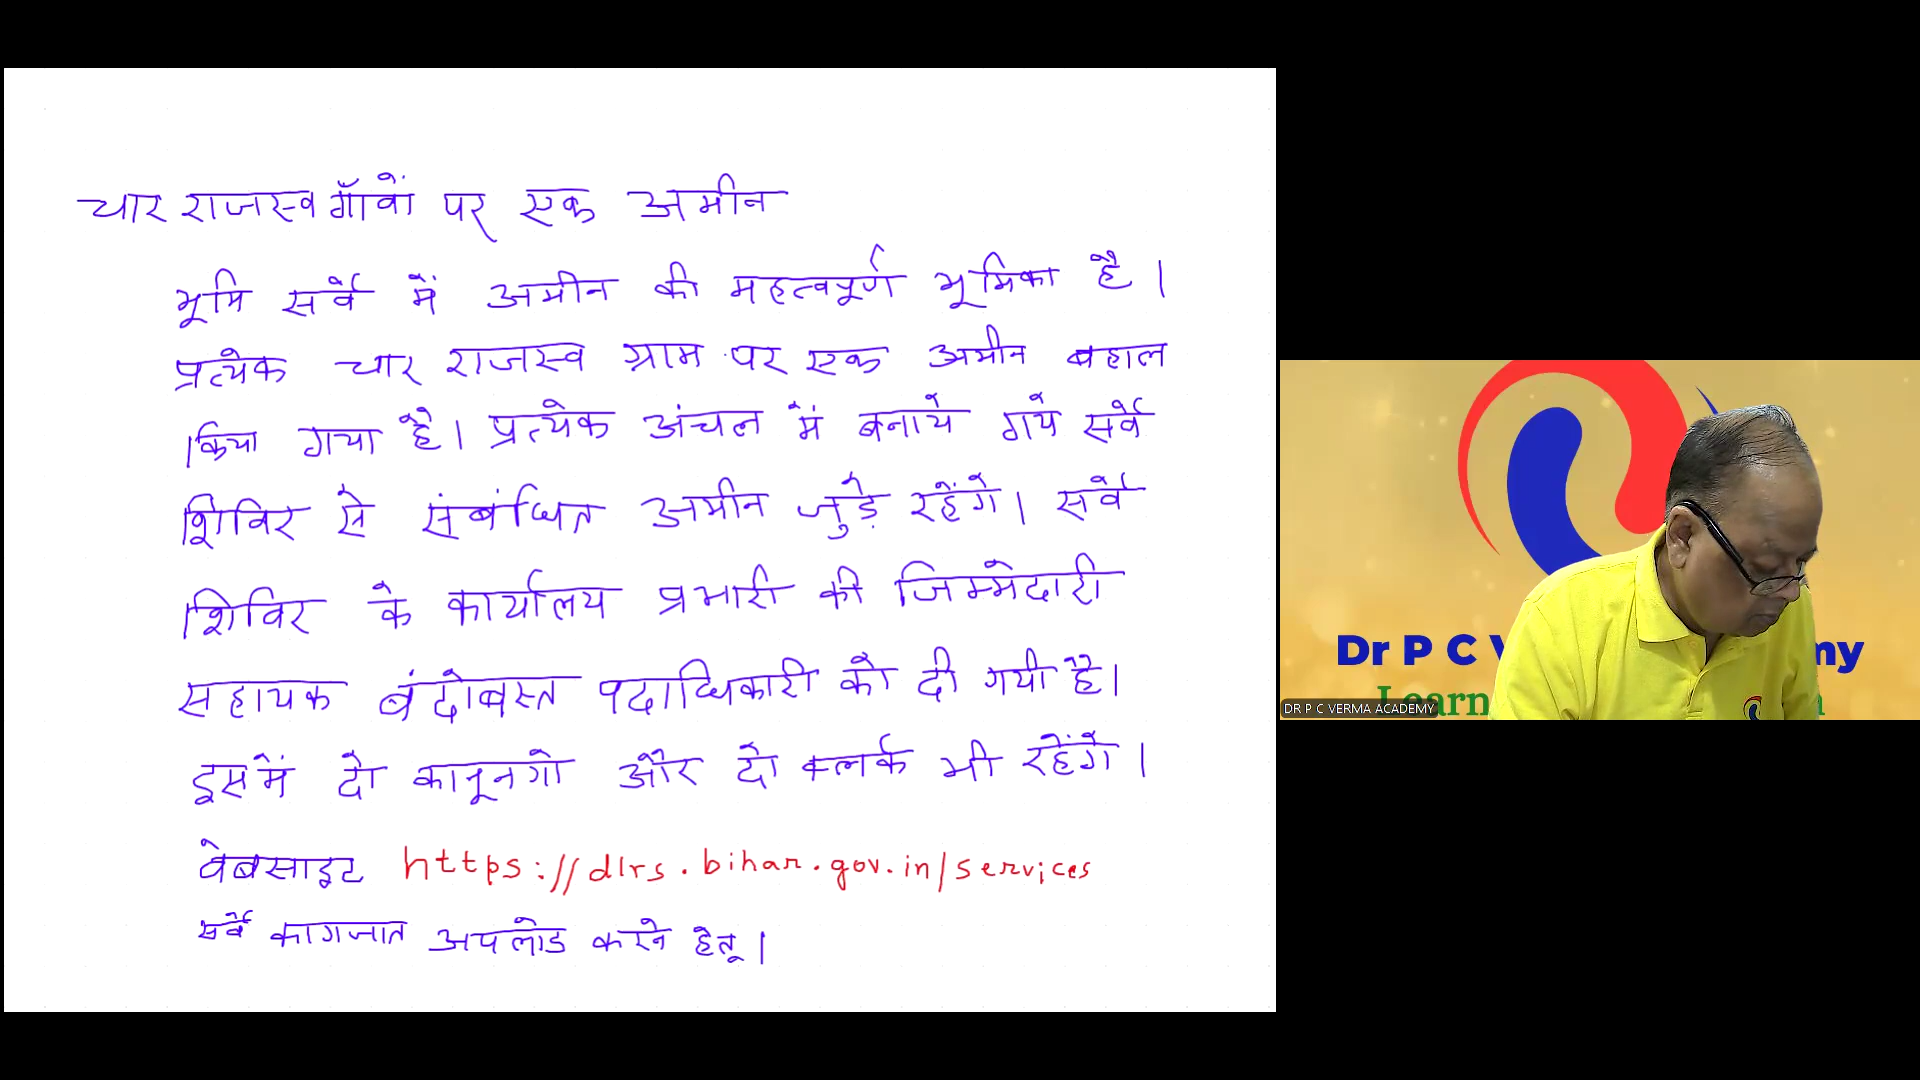 चार राजस्व गाँवों पर एक अमीन
भूमि सर्वे में अमीन की महत्वपूर्ण भूमिका है।
प्रत्येक चार राजस्व ग्राम पर एक अमीन बहाल
किया गया है। प्रत्येक अंचल में बनाये गये सर्वे
शिविर से संबंधित अमीन जुड़े रहेंगे। सर्वे
शिविर के कार्यालय प्रभारी की जिम्मेदारी
सहायक बंदोबस्त पदाधिकारी को दी गयी है।
इसमें दो कानूनगो और दो क्लर्क भी रहेंगे।
वेबसाइट https://dlrs.bihar.gov.in/services
सर्वे कागजात अपलोड करने हेतू।
Dr P C V my
Learn n
DR P C VERMA ACADEMY